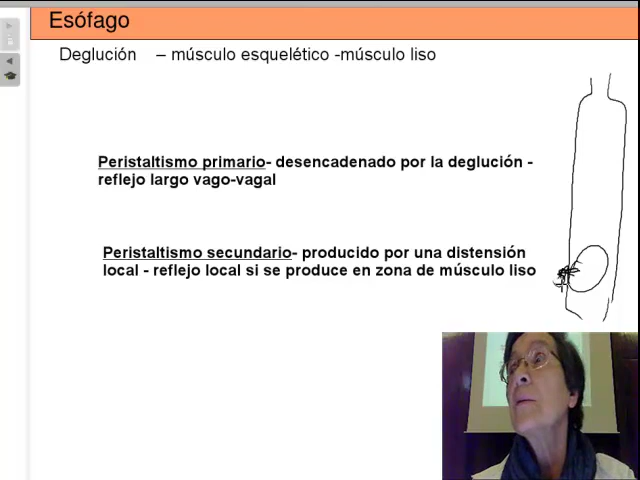 Esófago
Deglución – músculo esquelético -músculo liso
Peristaltismo primario- desencadenado por la deglución -
reflejo largo vago-vagal
Peristaltismo secundario- producido por una distensión
local - reflejo local si se produce en zona de músculo liso